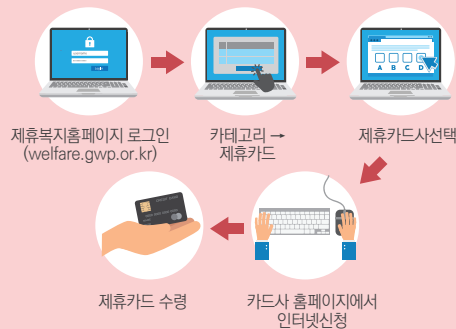 제휴복지홈페이지 로그인
(welfare.gwp.or.kr)
카테고리 →
제휴카드
A B C D
제휴카드사선택
카드사 홈페이지에서
인터넷신청
제휴카드 수령